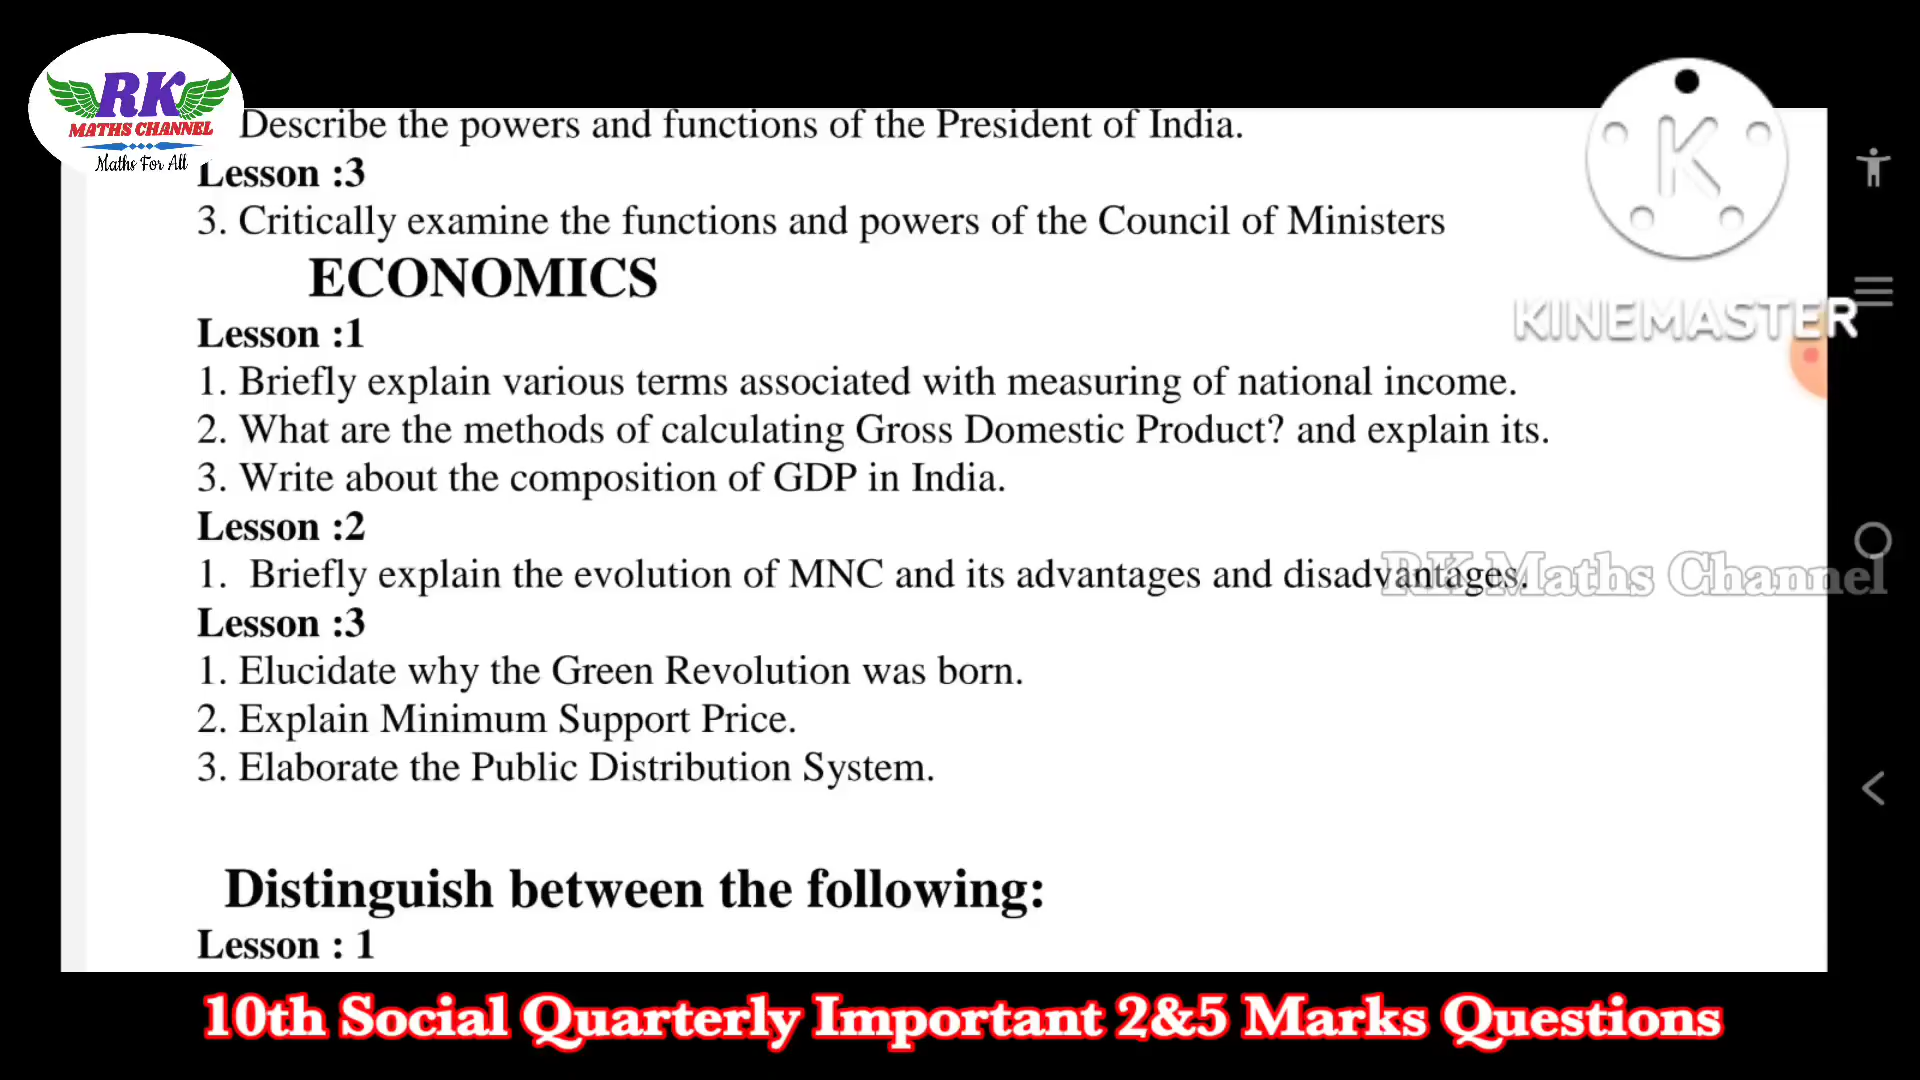 RK
MATHS CHANNEL
Maths For All
Describe the powers and functions of the President of India.
Lesson :3
3. Critically examine the functions and powers of the Council of Ministers
K
KINEMASTER
ECONOMICS
Lesson :1
1. Briefly explain various terms associated with measuring of national income.
2. What are the methods of calculating Gross Domestic Product? and explain its.
3. Write about the composition of GDP in India.
Lesson :2
1. Briefly explain the evolution of MNC and its advantages and disadvantages.
RK Maths Channel
Lesson :3
1. Elucidate why the Green Revolution was born.
2. Explain Minimum Support Price.
3. Elaborate the Public Distribution System.
Distinguish between the following:
Lesson : 1
10th Social Quarterly Important 2&5 Marks Questions